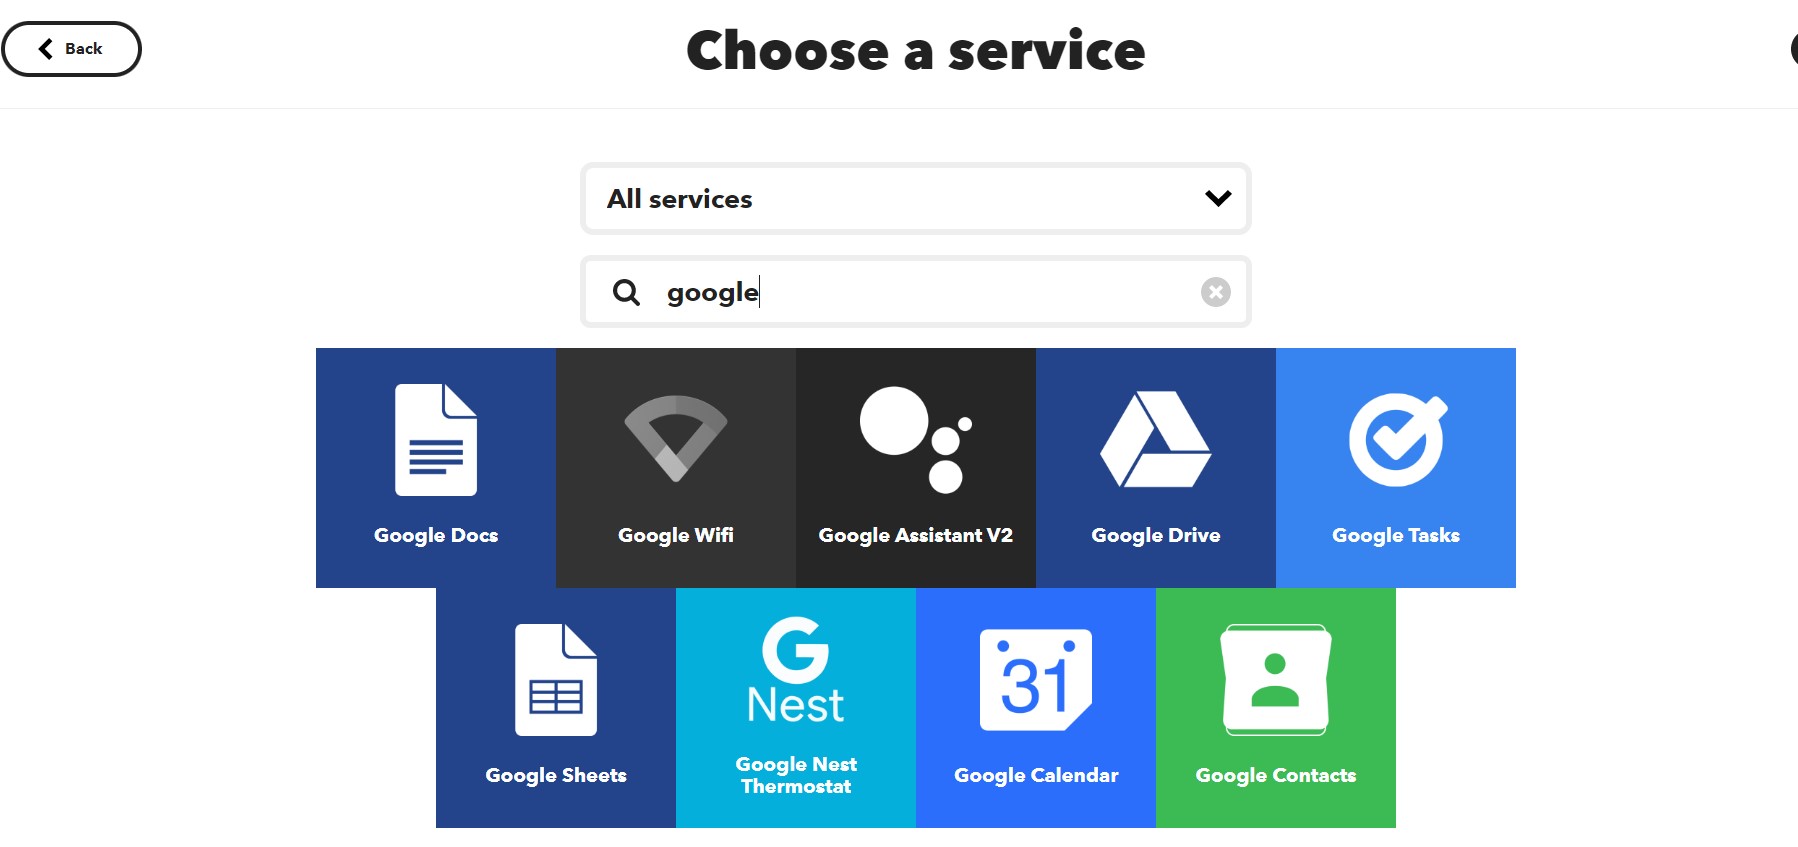 Back
Choose a service
All services
google
Google Docs
Google Wifi
Google Assistant V2
Google Drive
Google Tasks
G
Nest
31
Google Sheets
Google Nest
Thermostat
Google Calendar
Google Contacts